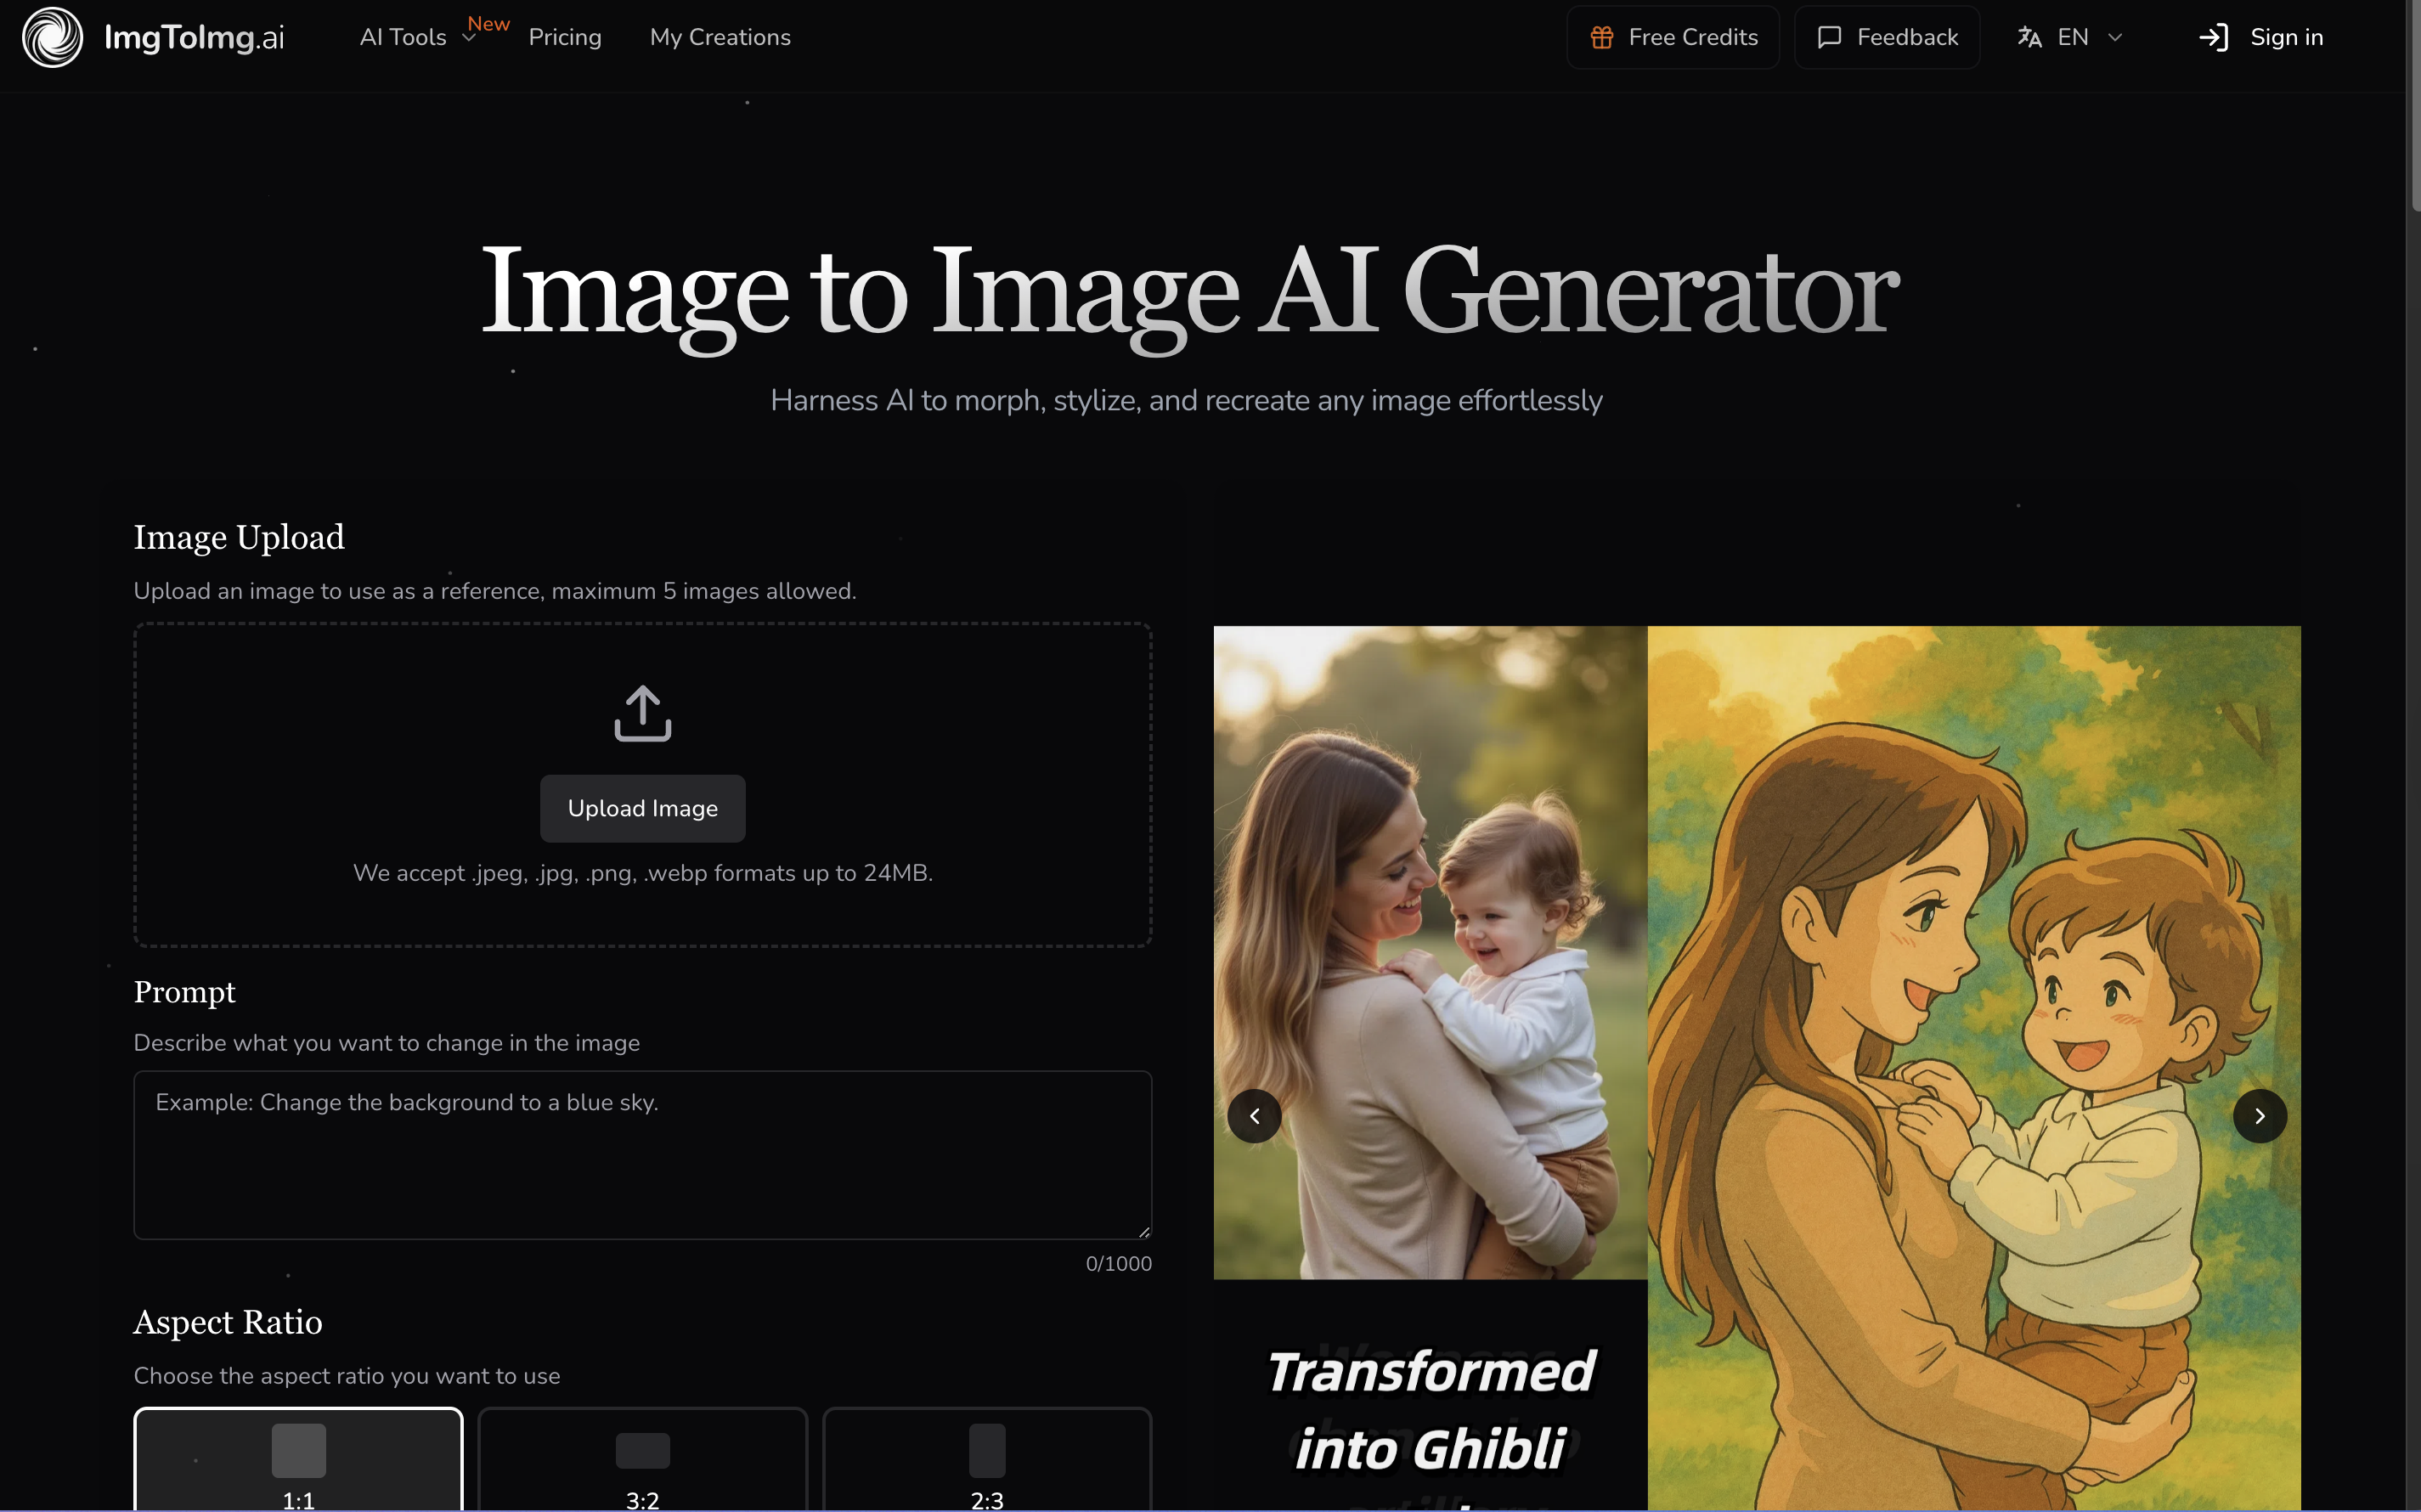 ImgToImg.ai
AI Tools
New
Pricing
My Creations
Free Credits
Feedback
EN
Sign in
Image to Image AI Generator
Harness AI to morph, stylize, and recreate any image effortlessly
Image Upload
Upload an image to use as a reference, maximum 5 images allowed.
Upload Image
We accept .jpeg, .jpg, .png, .webp formats up to 24MB.
Prompt
Describe what you want to change in the image
Example: Change the background to a blue sky.
0/1000
Aspect Ratio
Choose the aspect ratio you want to use
1:1
3:2
2:3
Transformed
into Ghibli